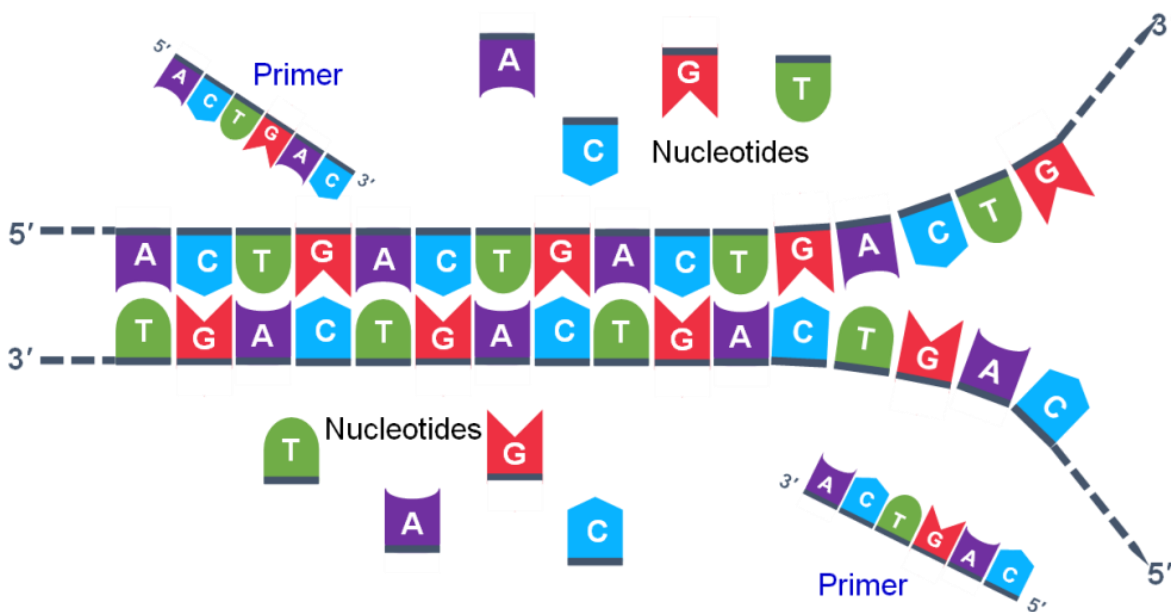 3'
5'
Primer
A C T G A C
3'
A
G
T
C
Nucleotides
5'
A C T G A C T G A C T G A C T G
T G A C T G A C T G A C T G A C
3'
T
Nucleotides
G
A
C
3'
A C T G A C
5'
Primer
5'